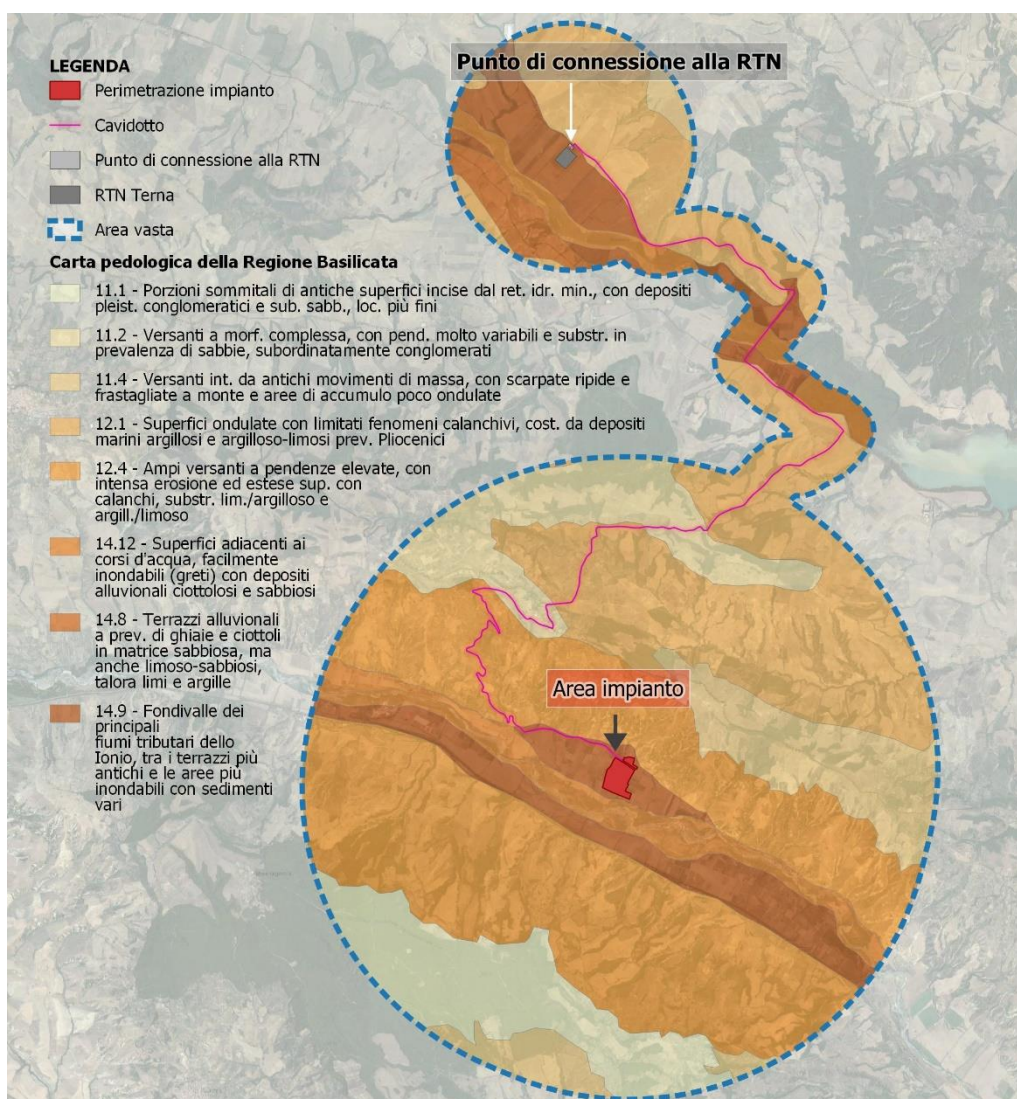 Punto di connessione alla RTN
LEGENDA
Perimetrazione impianto
Cavidotto
Punto di connessione alla RTN
RTN Terna
Area vasta
Carta pedologica della Regione Basilicata
11.1 - Porzioni sommitali di antiche superfici incise dal ret. idr. min., con depositi
pleist. conglomeratici e sub. sabb., loc. più fini
11.2 - Versanti a morf. complessa, con pend. molto variabili e substr. in
prevalenza di sabbie, subordinatamente conglomerati
11.4 - Versanti int. da antichi movimenti di massa, con scarpate ripide e
frastagliate a monte e aree di accumulo poco ondulate
12.1 - Superfici ondulate con limitati fenomeni calanchivi, cost. da depositi
marini argillosi e argilloso-limosi prev. Pliocenici
12.4 - Ampi versanti a pendenze elevate, con
intensa erosione ed estese sup. con
calanchi, substr. lim./argilloso e
argill./limoso
14.12 - Superfici adiacenti ai
corsi d'acqua, facilmente
inondabili (greti) con depositi
alluvionali ciottolosi e sabbiosi
14.8 - Terrazzi alluvionali
a prev. di ghiaie e ciottoli
in matrice sabbiosa, ma
anche limoso-sabbiosi,
talora limi e argille
14.9 - Fondivalle dei
principali
fiumi tributari dello
Ionio, tra i terrazzi più
antichi e le aree più
inondabili con sedimenti
vari
Area impianto